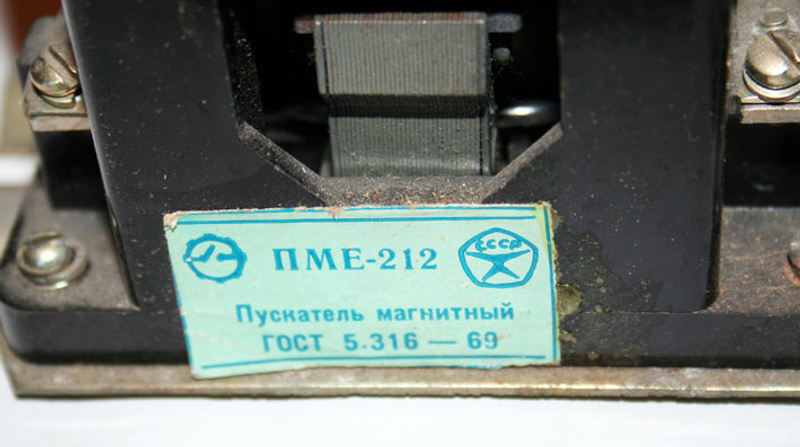 ПМЕ-212
СССР
Пускатель магнитный
ГОСТ 5.316 — 69